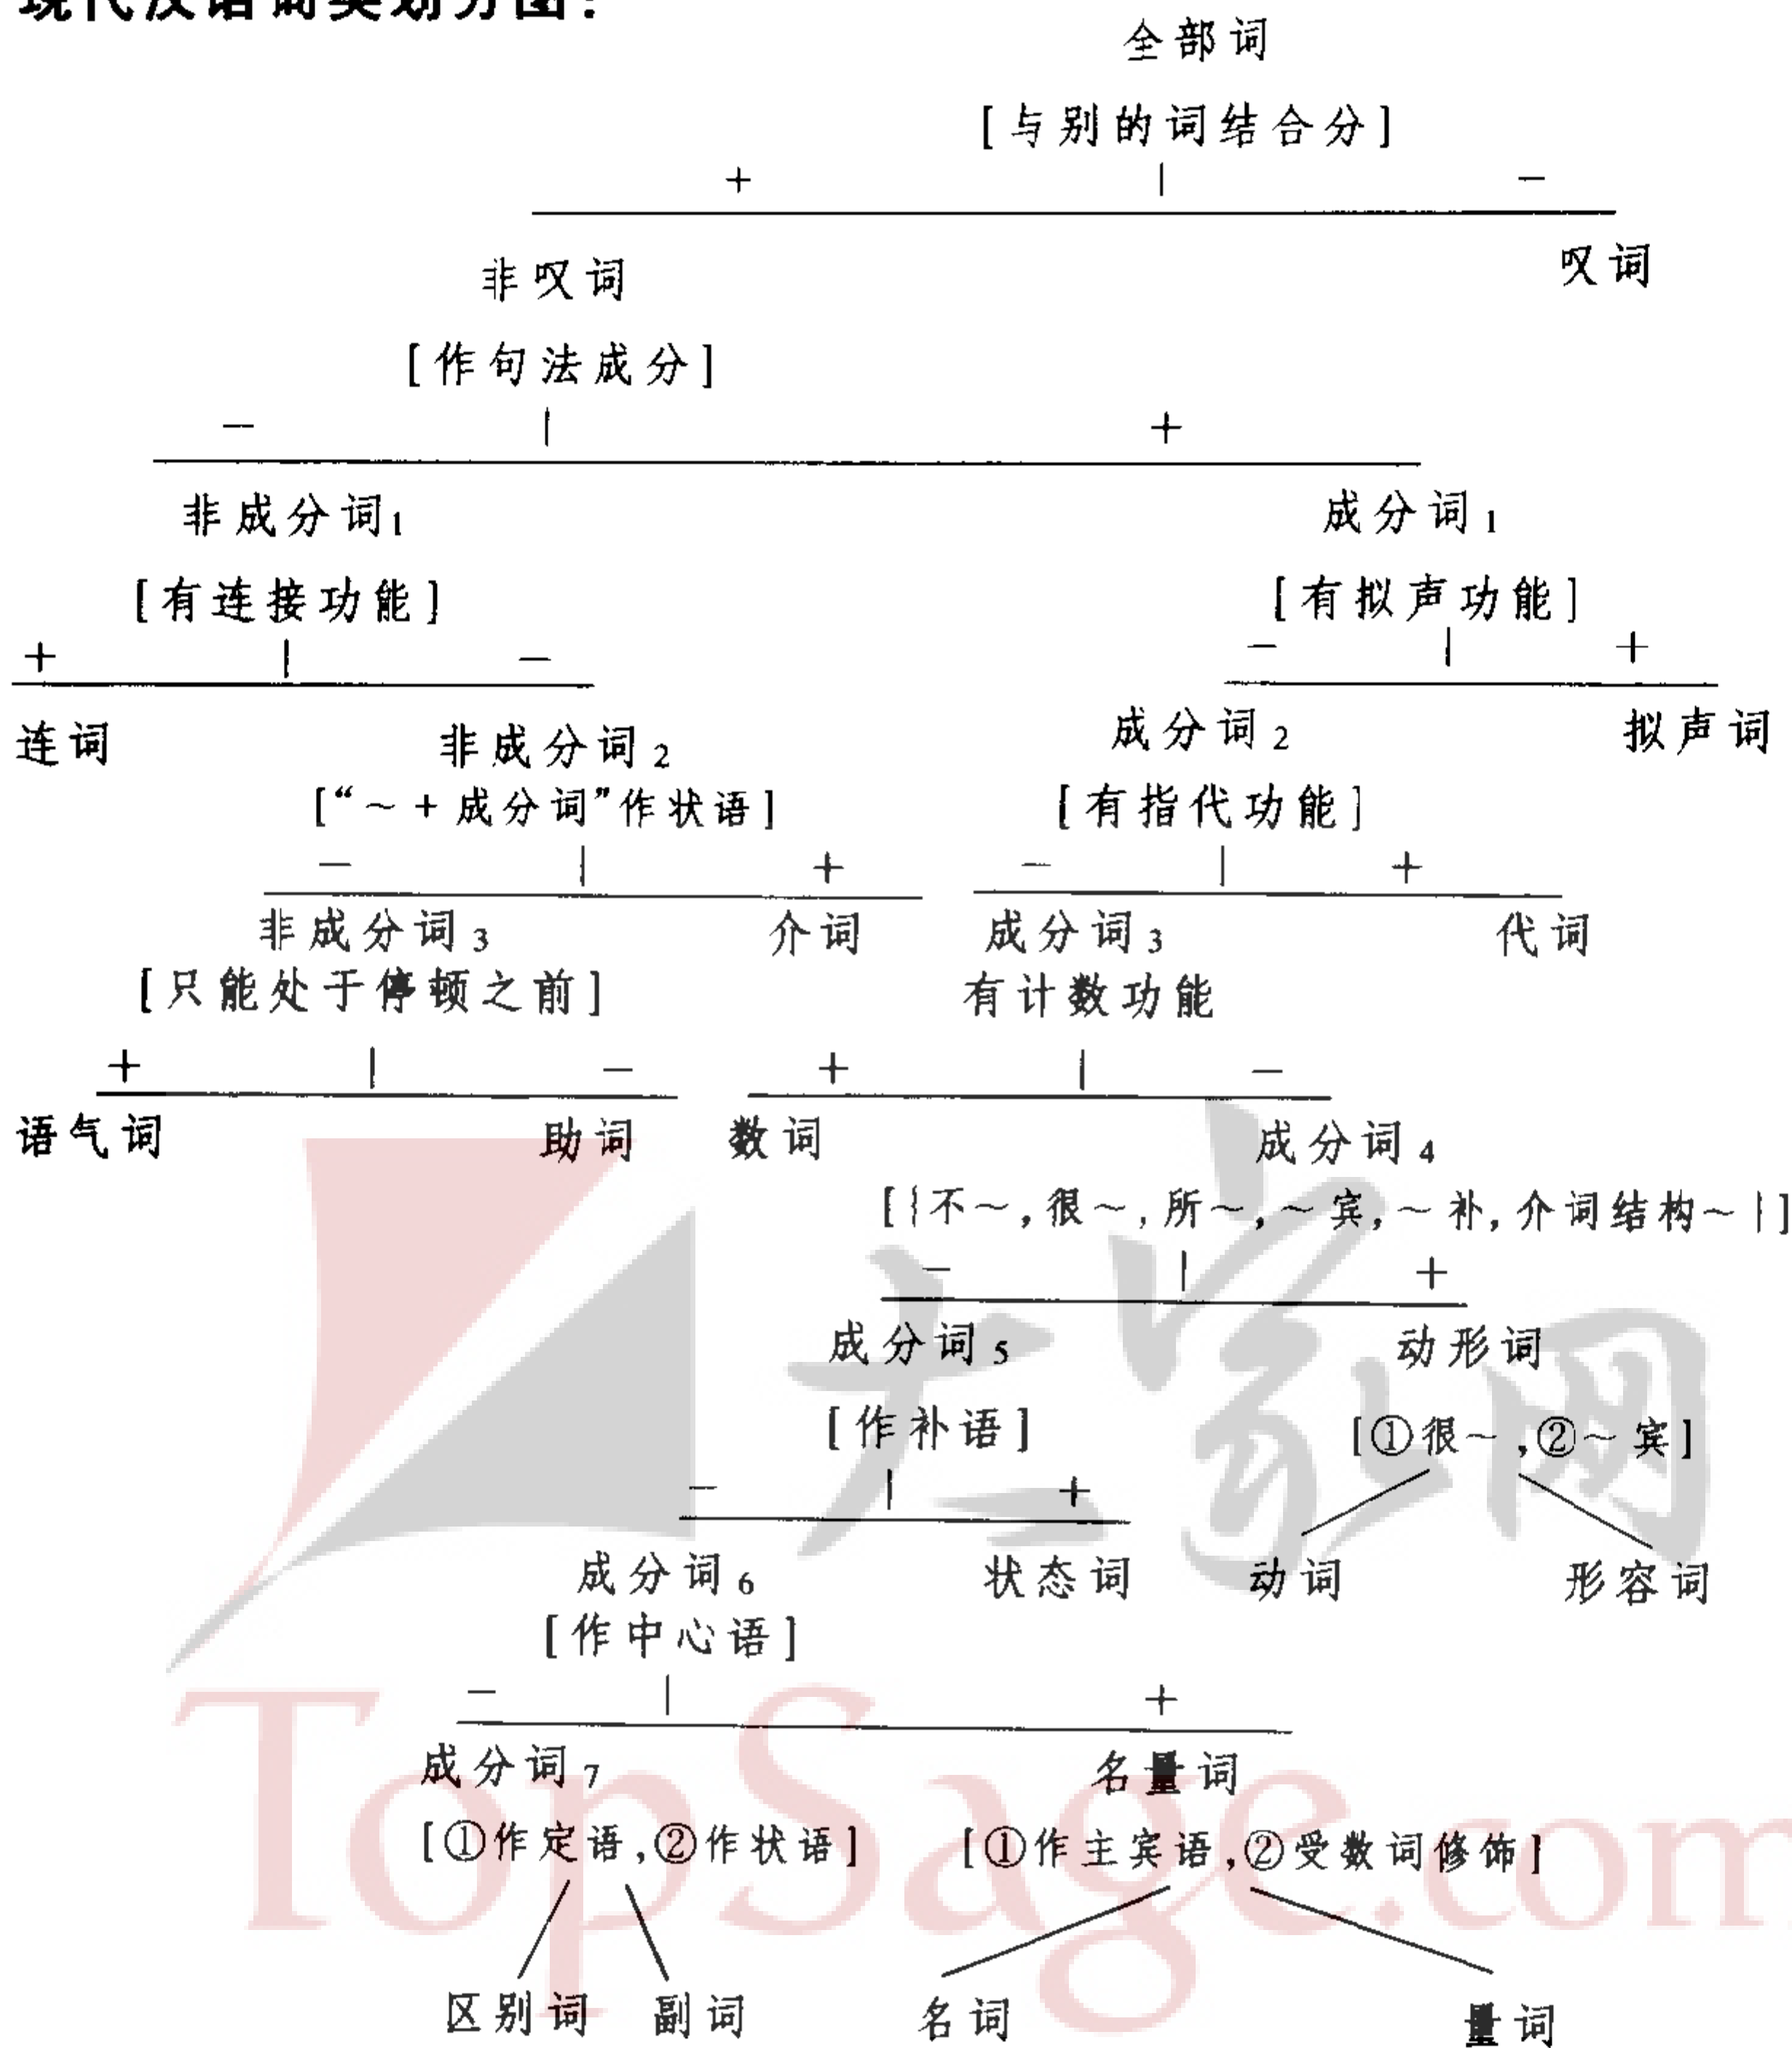 现代汉语词类划分图:
全部词
[与别的词结合分]
+ | −
非叹词 叹词
[作句法成分]
− | +
非成分词1 成分词1
[有连接功能] [有拟声功能]
+ | − − | +
连词 非成分词2 成分词2 拟声词
[“~+成分词”作状语] [有指代功能]
− | + − | +
非成分词3 介词 成分词3 代词
[只能处于停顿之前] 有计数功能
+ | − + | −
语气词 助词 数词 成分词4
[{不~,很~,所~,~宾,~补,介词结构~}]
− | +
成分词5 动形词
[作补语] [①很~,②~宾]
− | +
成分词6 状态词 动词 形容词
[作中心语]
− | +
成分词7 名量词
[①作定语,②作状语] [①作主宾语,②受数词修饰]
区别词 副词 名词 量词
大家网
TopSage.com